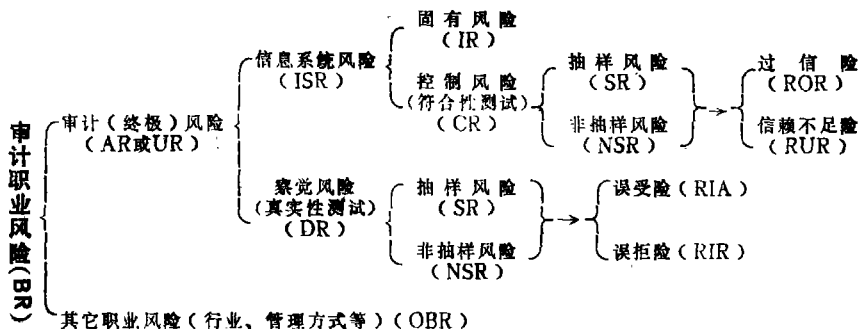 审计职业风险(BR)
审计(终极)风险
(AR或UR)
信息系统风险
(ISR)
固有风险
(IR)
控制风险
(符合性测试)
(CR)
抽样风险
(SR)
非抽样风险
(NSR)
过信险
(ROR)
信赖不足险
(RUR)
察觉风险
(真实性测试)
(DR)
抽样风险
(SR)
非抽样风险
(NSR)
误受险(RIA)
误拒险(RIR)
其它职业风险(行业、管理方式等)(OBR)